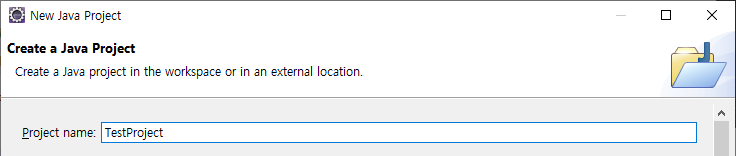 New Java Project
Create a Java Project
Create a Java project in the workspace or in an external location.
Project name: TestProject